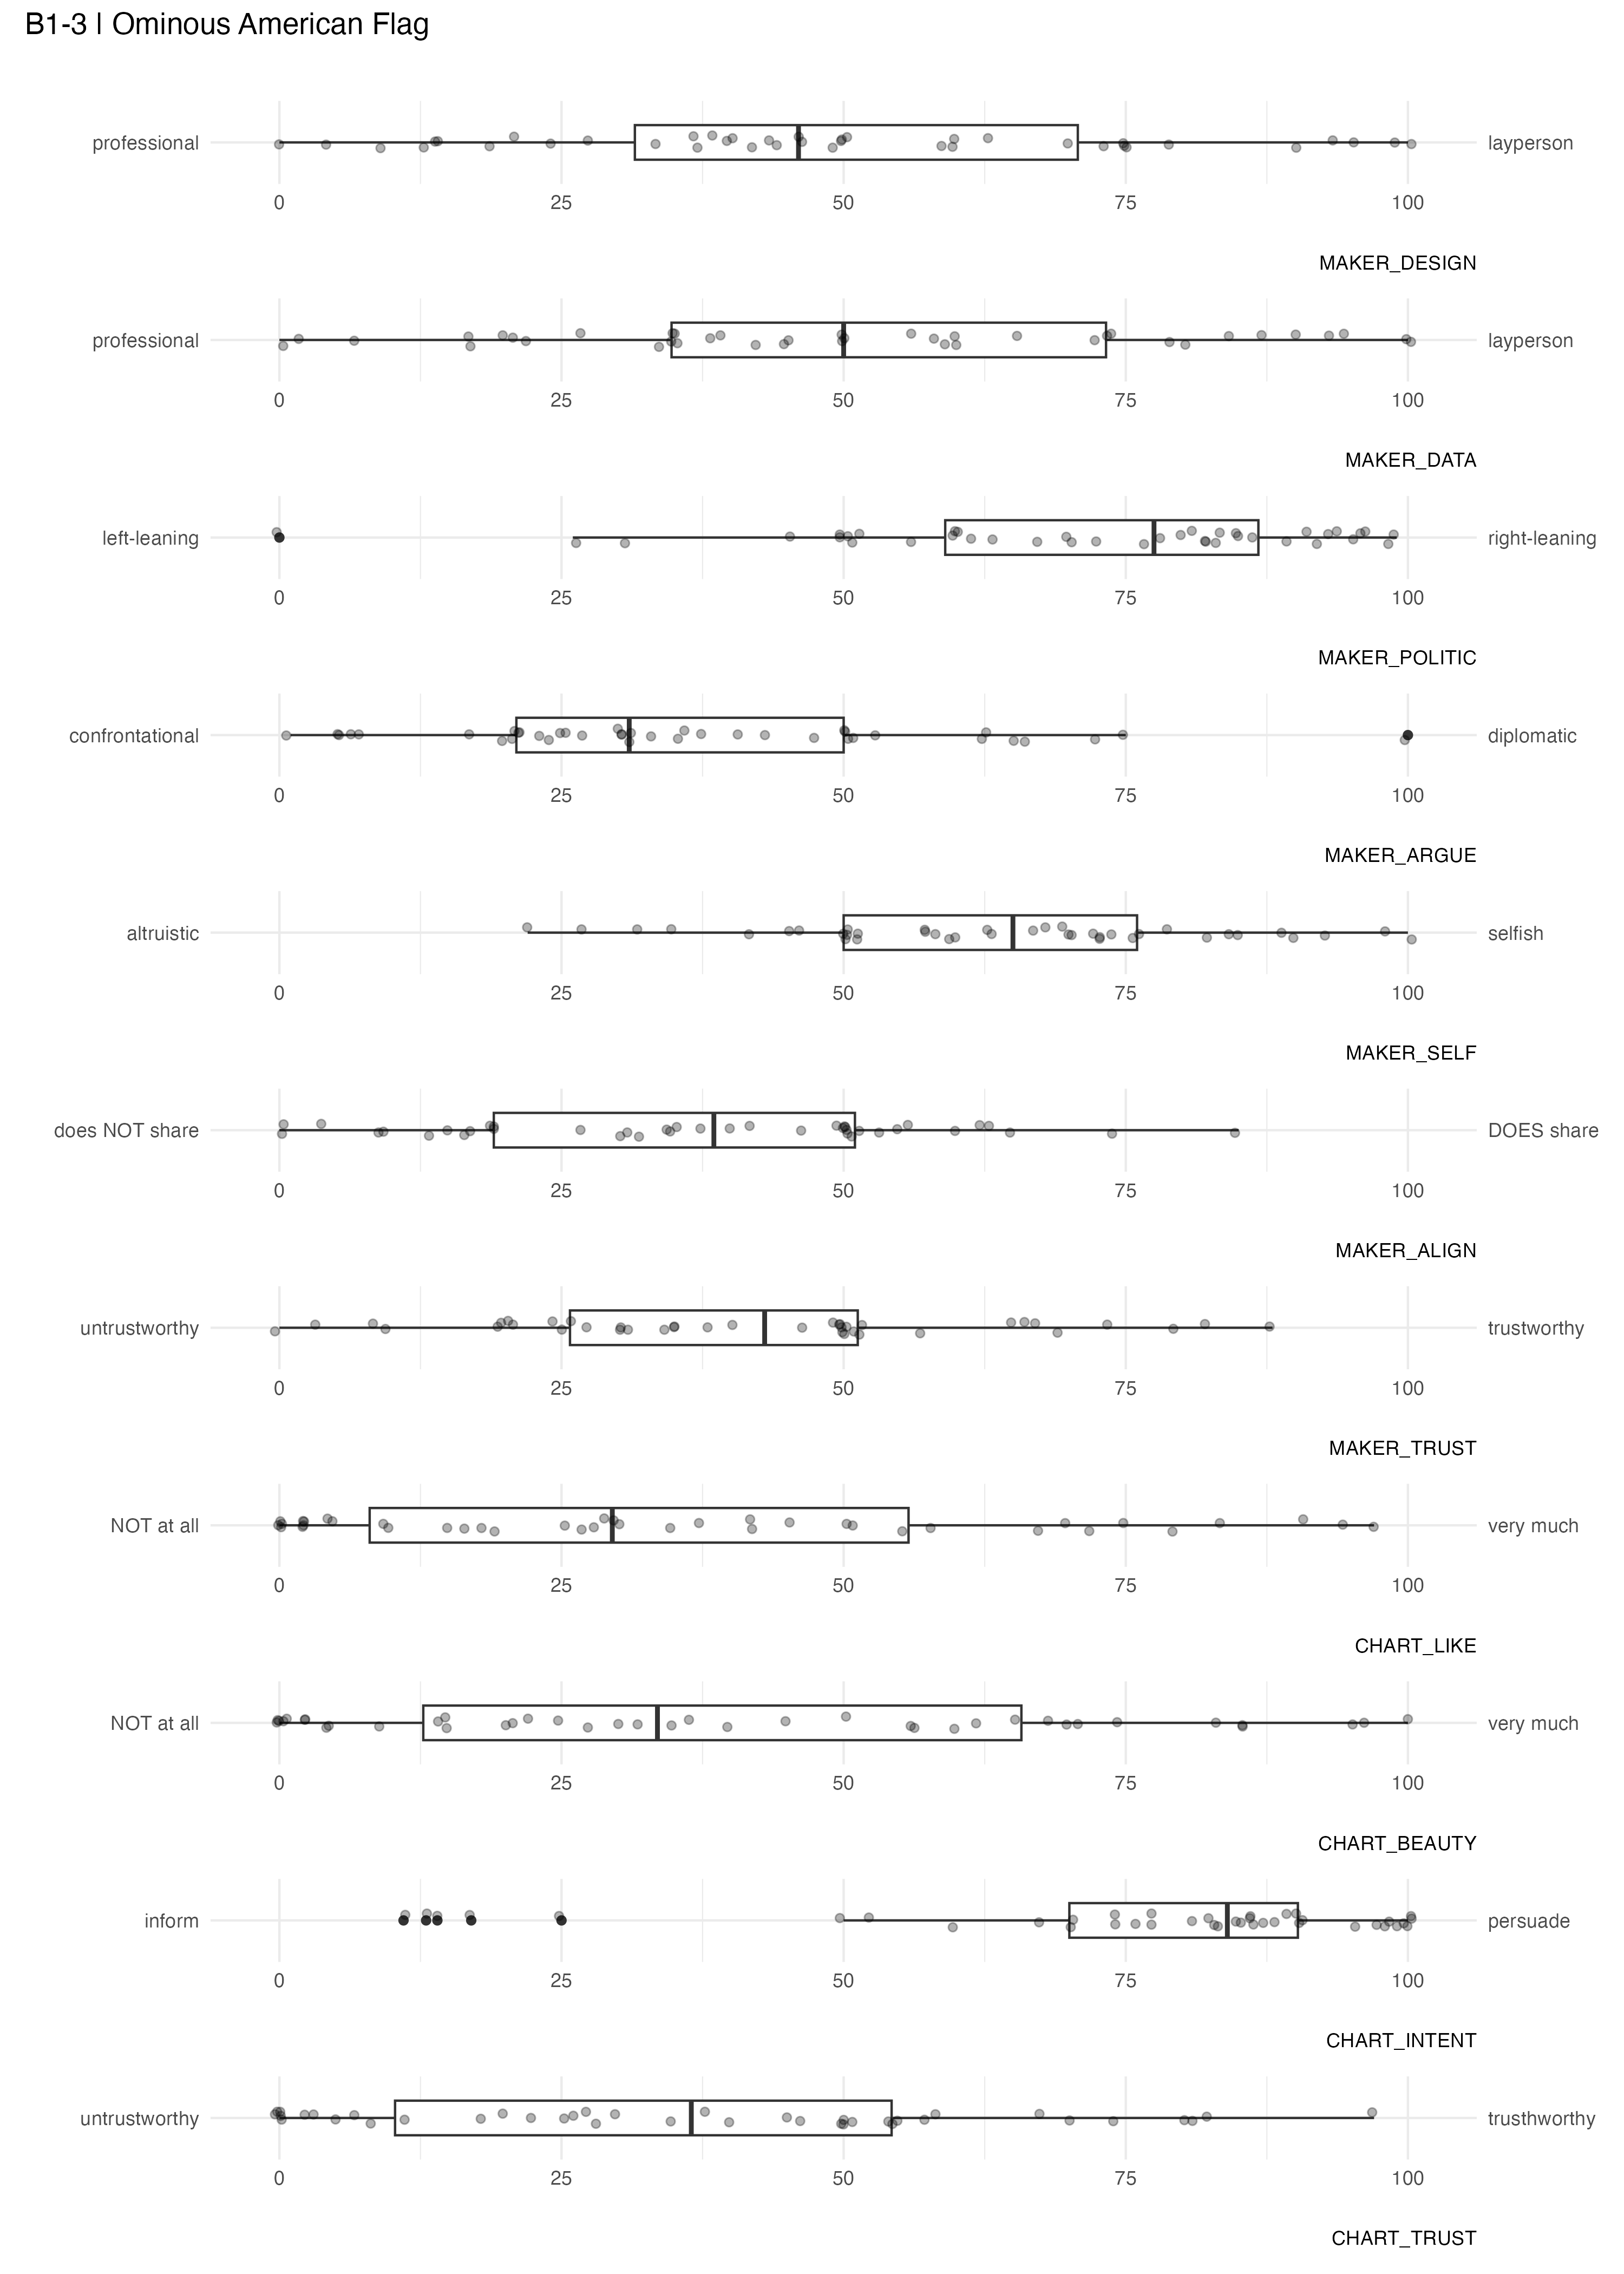 B1-3 | Ominous American Flag
professional layperson
0 25 50 75 100
MAKER_DESIGN
professional layperson
0 25 50 75 100
MAKER_DATA
left-leaning right-leaning
0 25 50 75 100
MAKER_POLITIC
confrontational diplomatic
0 25 50 75 100
MAKER_ARGUE
altruistic selfish
0 25 50 75 100
MAKER_SELF
does NOT share DOES share
0 25 50 75 100
MAKER_ALIGN
untrustworthy trustworthy
0 25 50 75 100
MAKER_TRUST
NOT at all very much
0 25 50 75 100
CHART_LIKE
NOT at all very much
0 25 50 75 100
CHART_BEAUTY
inform persuade
0 25 50 75 100
CHART_INTENT
untrustworthy trusthworthy
0 25 50 75 100
CHART_TRUST